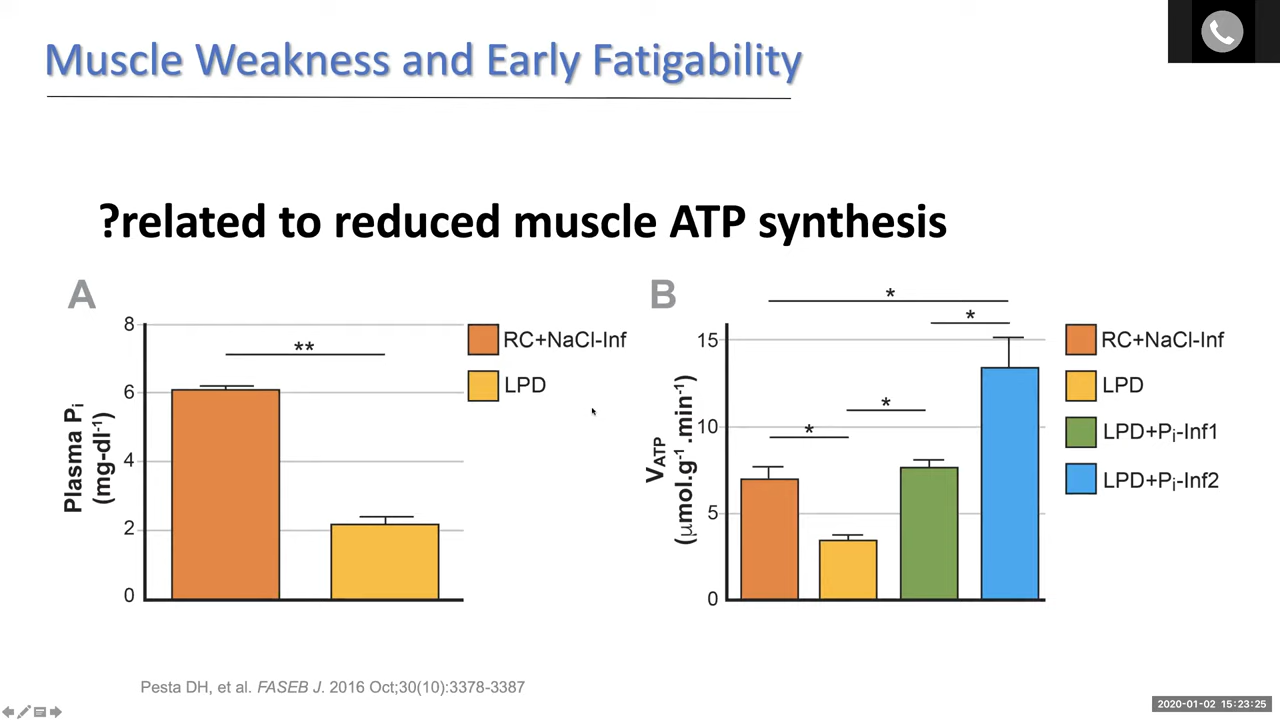 Muscle Weakness and Early Fatigability
?related to reduced muscle ATP synthesis
A
8
6
4
2
0
Plasma Pi
(mg-dl-1)
**
RC+NaCl-Inf
LPD
B
15
10
5
0
VATP
(μmol.g-1 .min-1)
*
*
*
*
RC+NaCl-Inf
LPD
LPD+Pi-Inf1
LPD+Pi-Inf2
Pesta DH, et al. FASEB J. 2016 Oct;30(10):3378-3387
2020-01-02 15:23:25